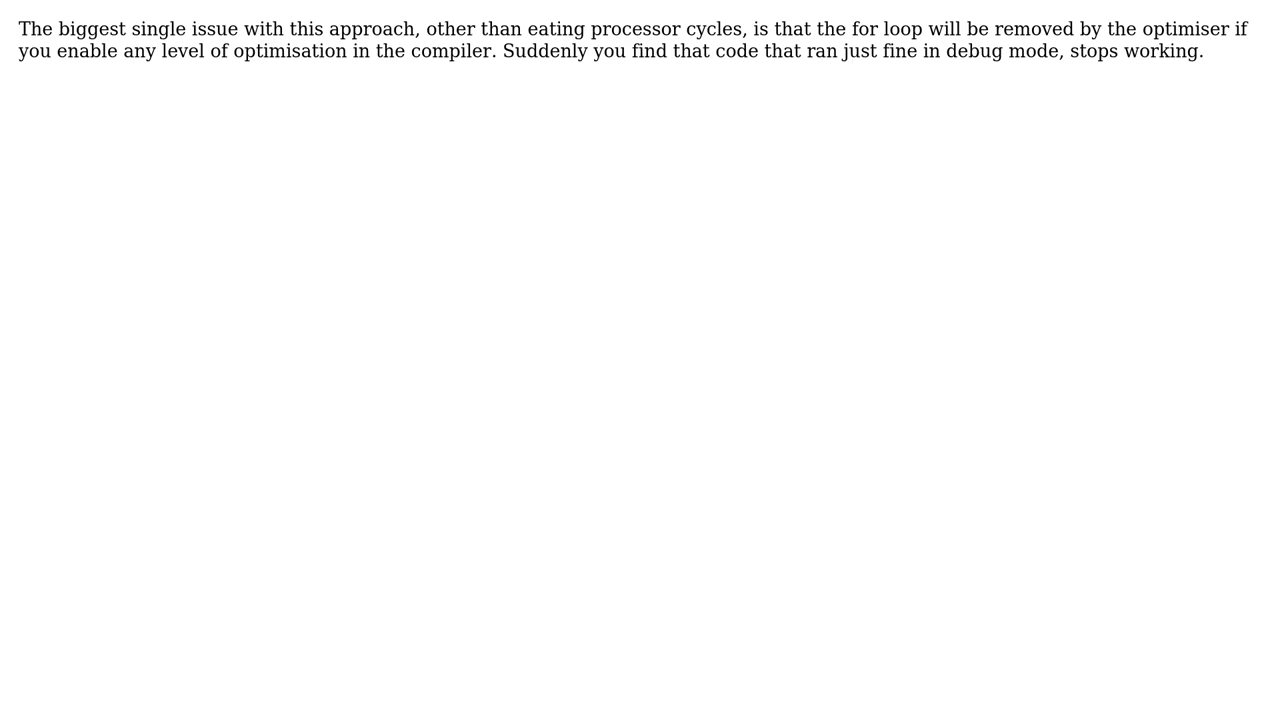 The biggest single issue with this approach, other than eating processor cycles, is that the for loop will be removed by the optimiser if
you enable any level of optimisation in the compiler. Suddenly you find that code that ran just fine in debug mode, stops working.